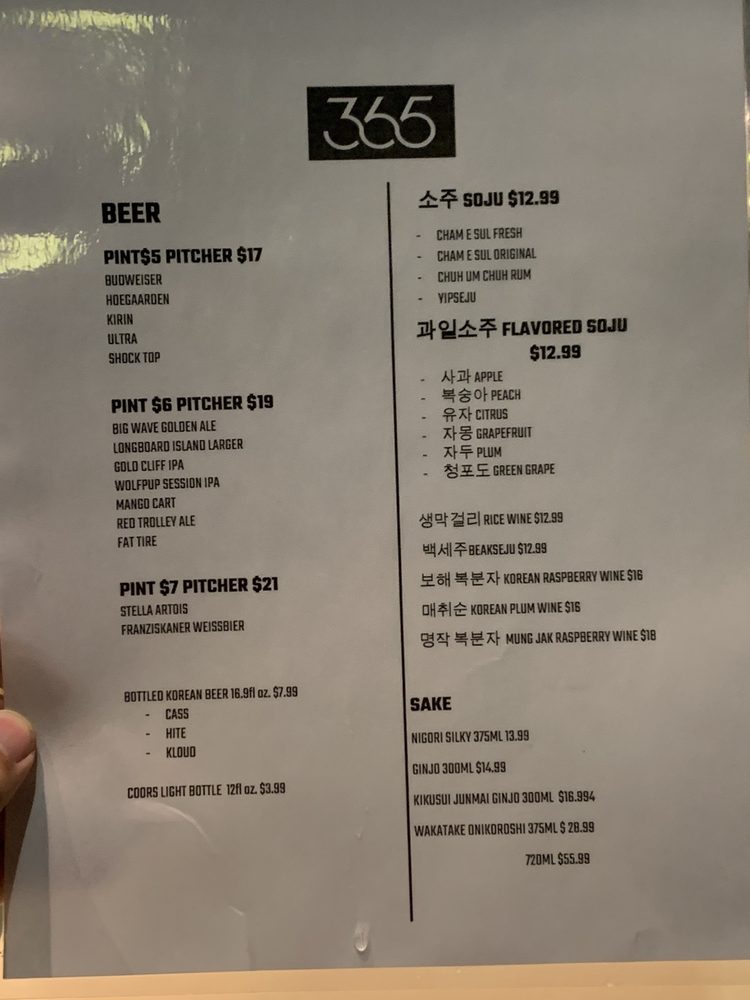 365
BEER
PINT$5 PITCHER $17
BUDWEISER
HOEGAARDEN
KIRIN
ULTRA
SHOCK TOP
PINT $6 PITCHER $19
BIG WAVE GOLDEN ALE
LONGBOARD ISLAND LARGER
GOLD CLIFF IPA
WOLFPUP SESSION IPA
MANGO CART
RED TROLLEY ALE
FAT TIRE
PINT $7 PITCHER $21
STELLA ARTOIS
FRANZISKANER WEISSBIER
BOTTLED KOREAN BEER 16.9fl oz. $7.99
- CASS
- HITE
- KLOUD
COORS LIGHT BOTTLE 12fl oz. $3.99
소주 SOJU $12.99
- CHAM E SUL FRESH
- CHAM E SUL ORIGINAL
- CHUH UM CHUH RUM
- YIPSEJU
과일소주 FLAVORED SOJU
$12.99
- 사과 APPLE
- 복숭아 PEACH
- 유자 CITRUS
- 자몽 GRAPEFRUIT
- 자두 PLUM
- 청포도 GREEN GRAPE
생막걸리 RICE WINE $12.99
백세주 BEAKSEJU $12.99
보해 복분자 KOREAN RASPBERRY WINE $16
매취순 KOREAN PLUM WINE $16
명작 복분자 MUNG JAK RASPBERRY WINE $18
SAKE
NIGORI SILKY 375ML 13.99
GINJO 300ML $14.99
KIKUSUI JUNMAI GINJO 300ML $16.994
WAKATAKE ONIKOROSHI 375ML $ 28.99
720ML $55.99